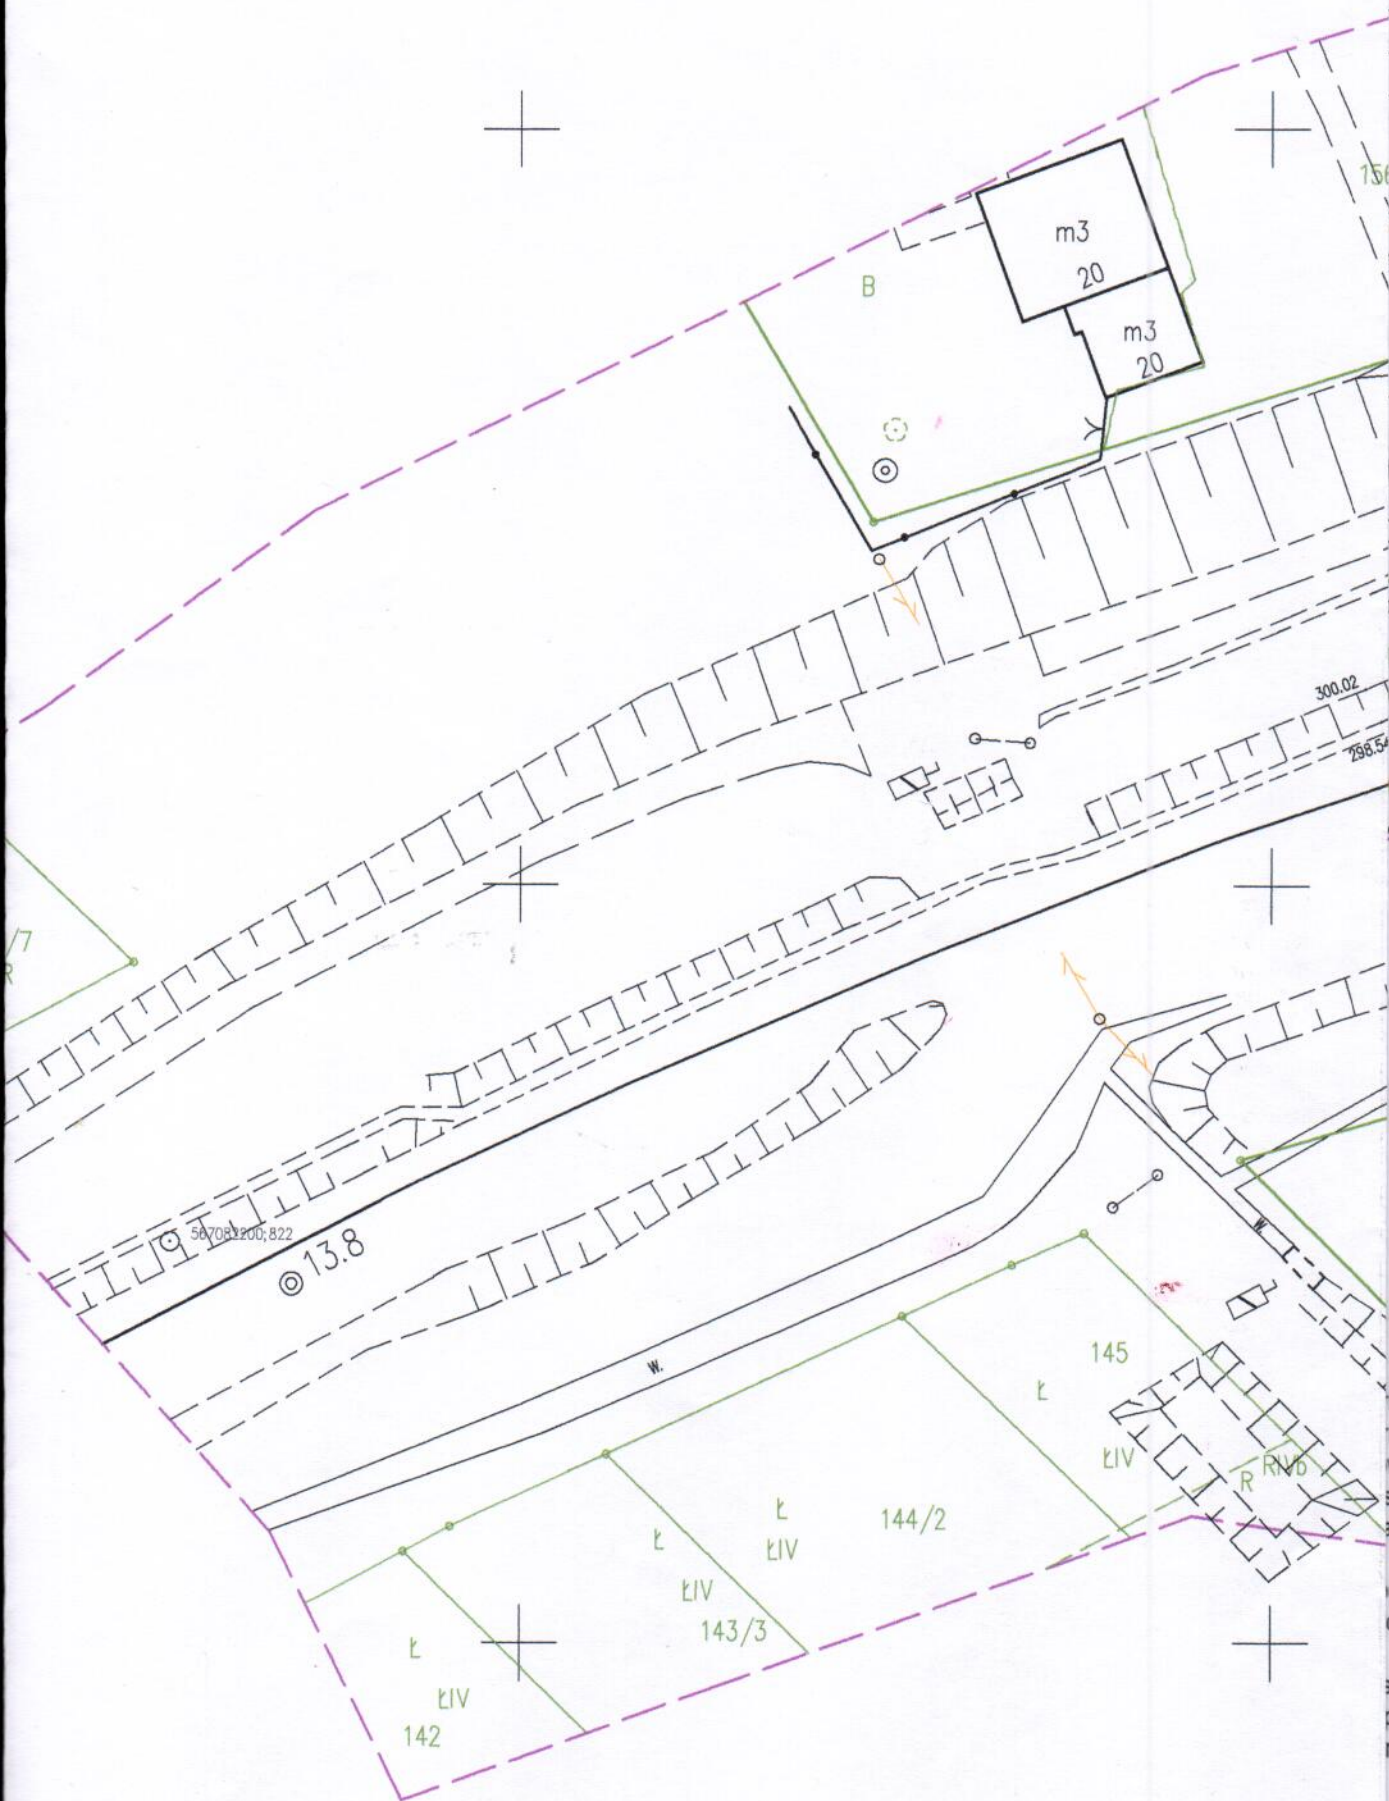 156
m3
20
B
m3
20
300.02
298.54
/7
R
567082200;822
13.8
w.
w.
145
Ł
ŁIV
RIVb
R
Ł
ŁIV
144/2
Ł
ŁIV
143/3
Ł
ŁIV
142